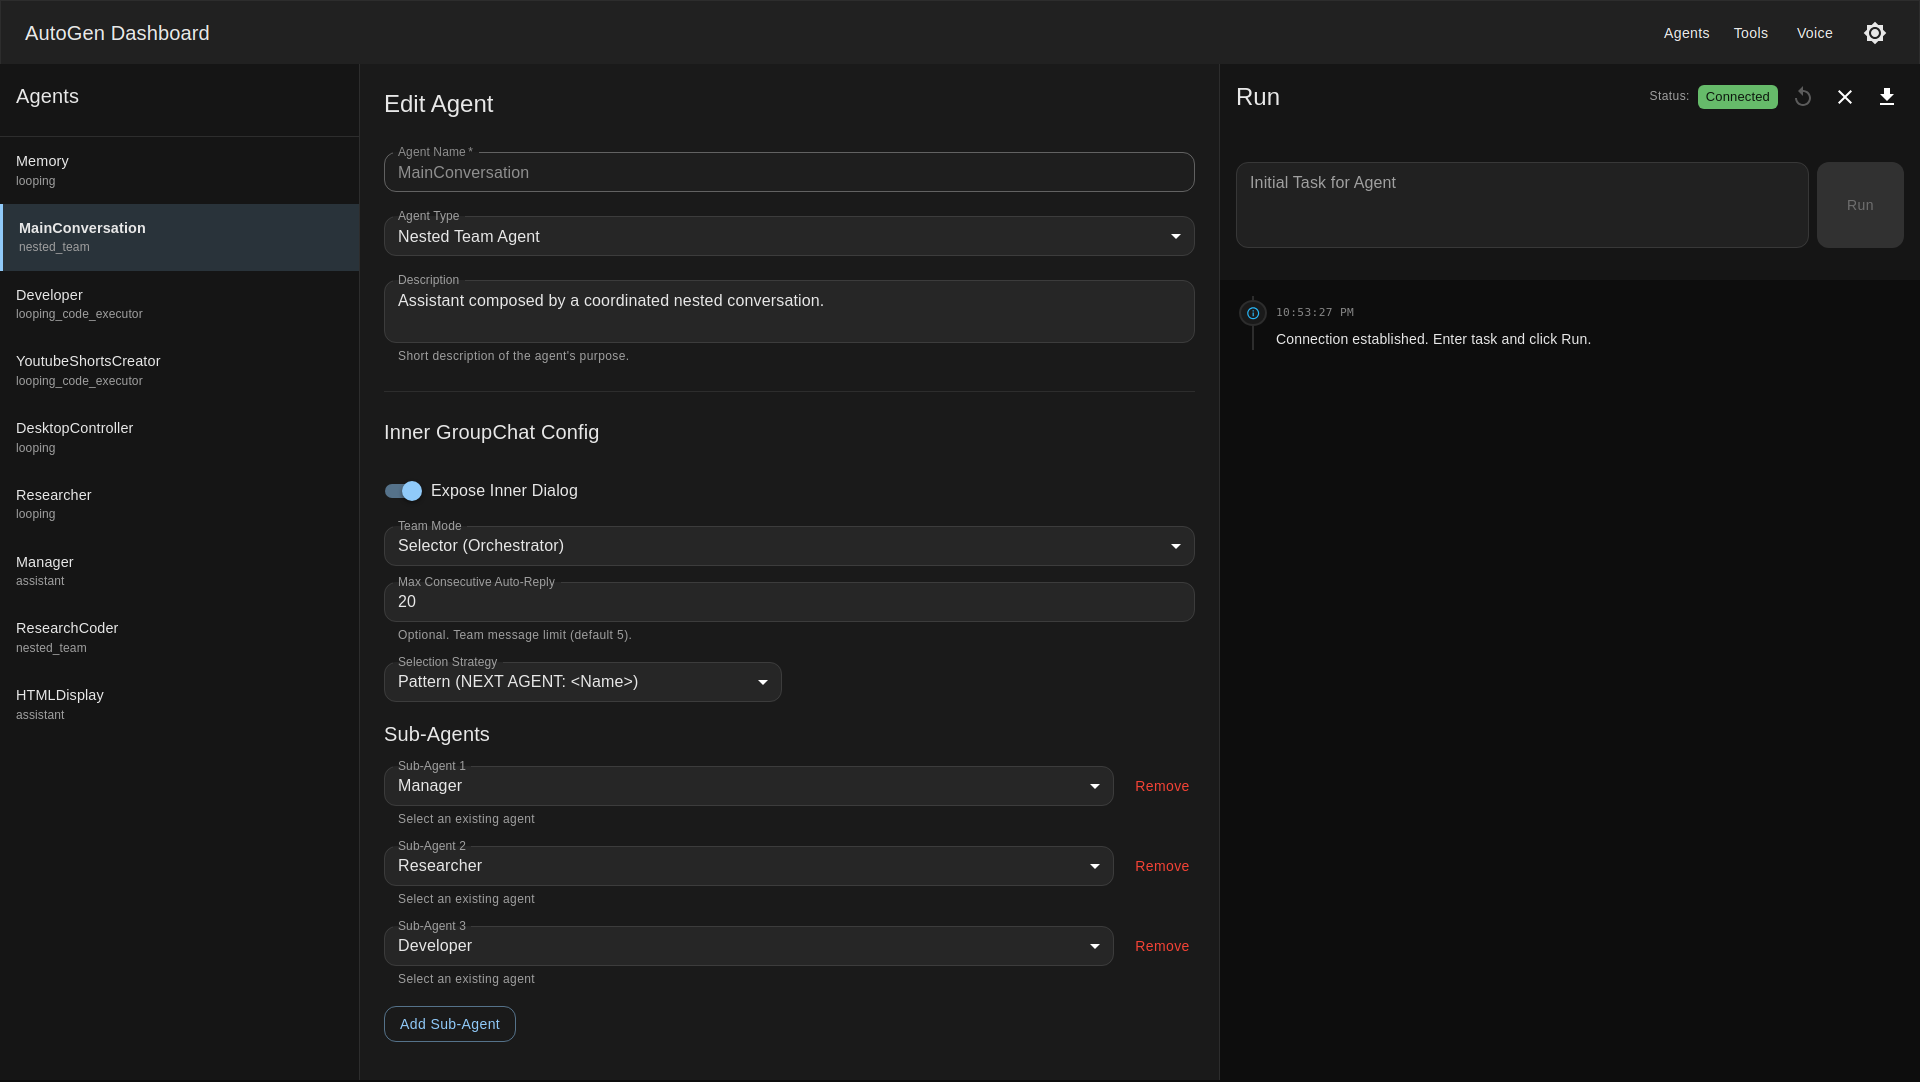 AutoGen Dashboard
Agents
Tools
Voice
Agents
Memory
looping
MainConversation
nested_team
Developer
looping_code_executor
YoutubeShortsCreator
looping_code_executor
DesktopController
looping
Researcher
looping
Manager
assistant
ResearchCoder
nested_team
HTMLDisplay
assistant
Edit Agent
Agent Name *
MainConversation
Agent Type
Nested Team Agent
Description
Assistant composed by a coordinated nested conversation.
Short description of the agent's purpose.
Inner GroupChat Config
Expose Inner Dialog
Team Mode
Selector (Orchestrator)
Max Consecutive Auto-Reply
20
Optional. Team message limit (default 5).
Selection Strategy
Pattern (NEXT AGENT: <Name>)
Sub-Agents
Sub-Agent 1
Manager
Remove
Select an existing agent
Sub-Agent 2
Researcher
Remove
Select an existing agent
Sub-Agent 3
Developer
Remove
Select an existing agent
Add Sub-Agent
Run
Status:
Connected
Initial Task for Agent
Run
10:53:27 PM
Connection established. Enter task and click Run.